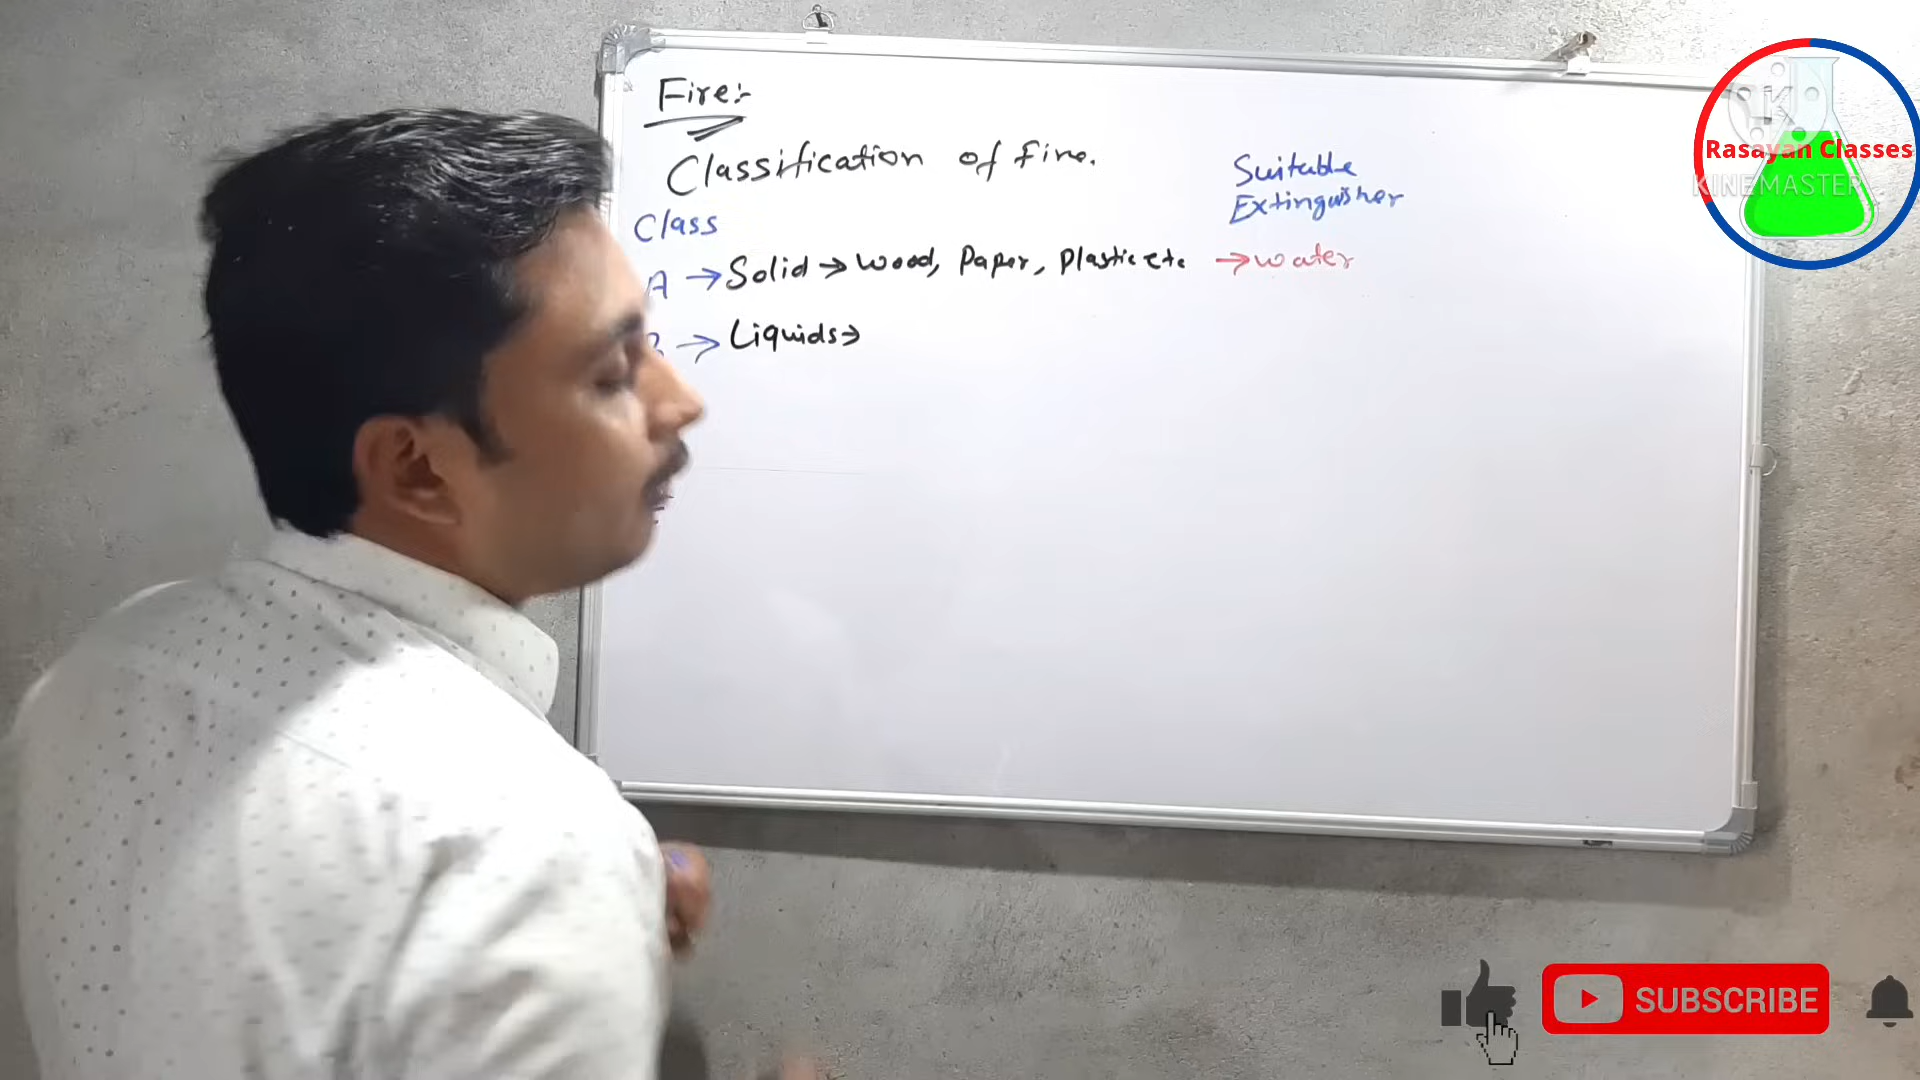 Fire:-
Classification of fire.
Suitable
Extinguisher
Class
A → Solid → Wood, Paper, Plastic etc → water
B → Liquids →
Rasayan Classes
KINEMASTER
K
SUBSCRIBE